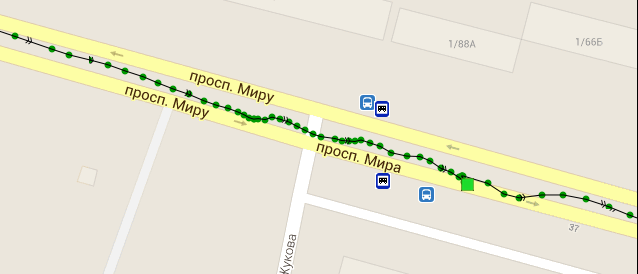 1/88А
1/66Б
просп. Миру
просп. Миру
просп. Мира
Жукова
37